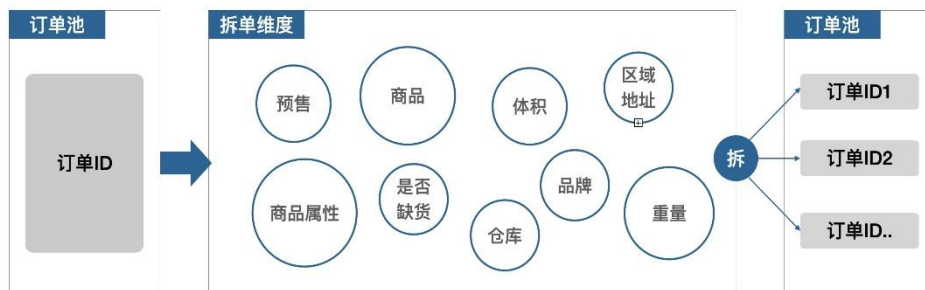 订单池
订单ID
拆单维度
预售
商品
体积
区域
地址
商品属性
是否
缺货
仓库
品牌
重量
拆
订单池
订单ID1
订单ID2
订单ID..